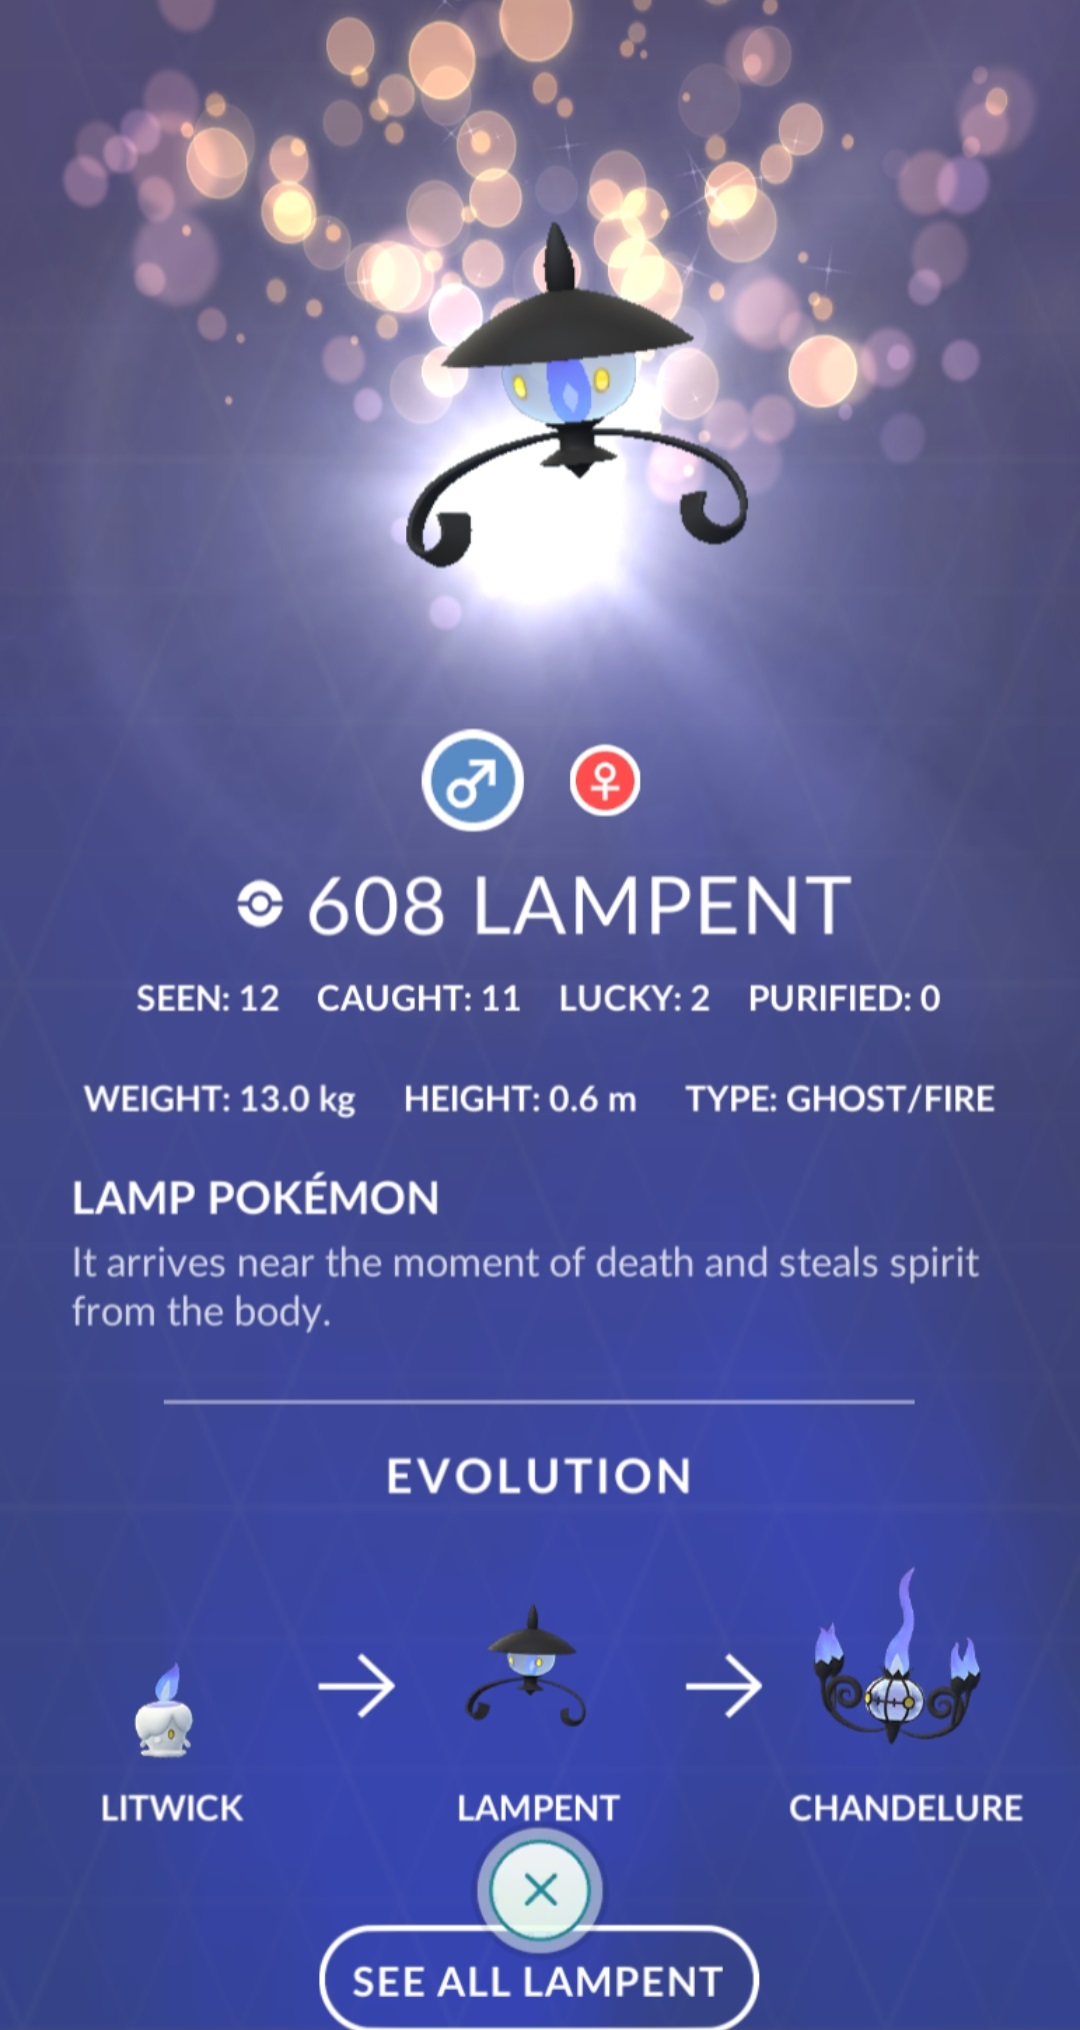 608 LAMPENT
SEEN: 12 CAUGHT: 11 LUCKY: 2 PURIFIED: 0
WEIGHT: 13.0 kg HEIGHT: 0.6 m TYPE: GHOST/FIRE
LAMP POKÉMON
It arrives near the moment of death and steals spirit
from the body.
EVOLUTION
LITWICK LAMPENT CHANDELURE
SEE ALL LAMPENT